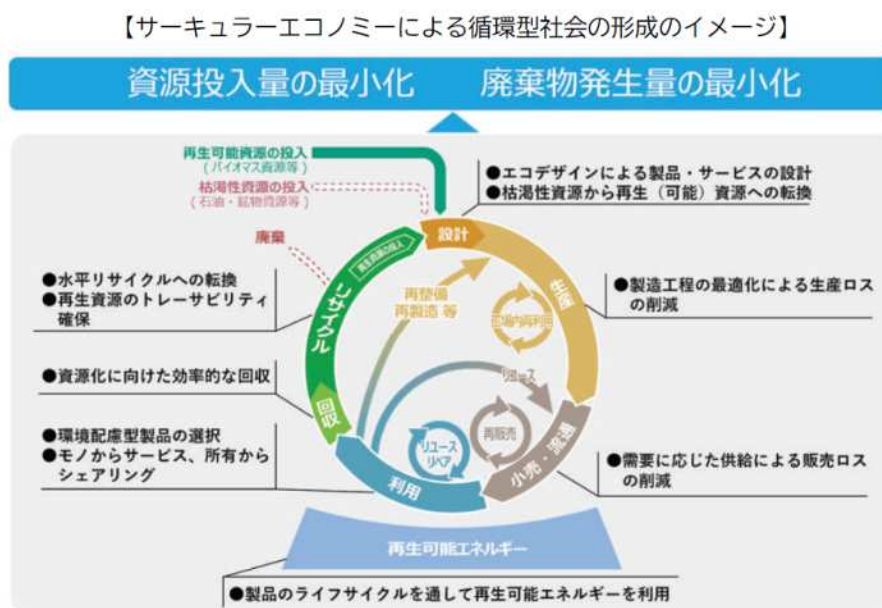 【サーキュラーエコノミーによる循環型社会の形成のイメージ】
資源投入量の最小化 廃棄物発生量の最小化
再生可能資源の投入
(バイオマス資源等)
枯渇性資源の投入
(石油・鉱物資源等)
●エコデザインによる製品・サービスの設計
●枯渇性資源から再生（可能）資源への転換
廃棄
再生資源の投入
設計
●水平リサイクルへの転換
●再生資源のトレーサビリティ
確保
リサイクル
再整備
再製造 等
工場内再利用
生産
●製造工程の最適化による生産ロス
の削減
●資源化に向けた効率的な回収
回収
リユース
●環境配慮型製品の選択
●モノからサービス、所有から
シェアリング
リユース
リペア
再販売
小売・流通
●需要に応じた供給による販売ロス
の削減
利用
再生可能エネルギー
●製品のライフサイクルを通して再生可能エネルギーを利用